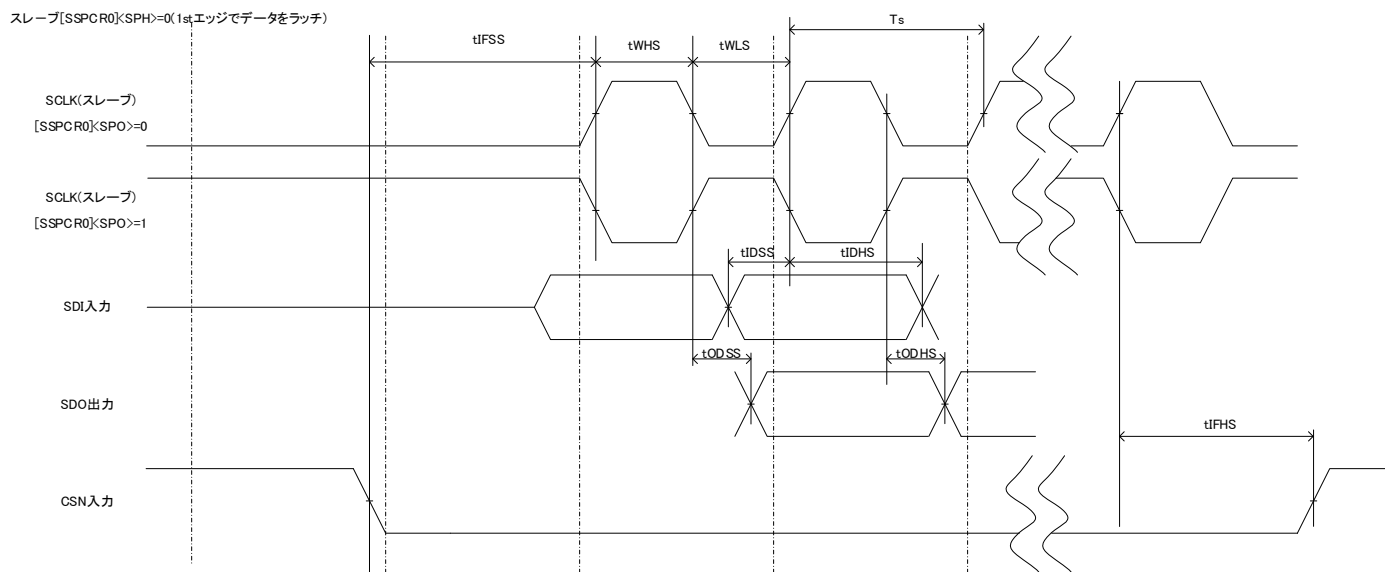 スレーブ[SSPCR0]<SPH>=0(1stエッジでデータをラッチ)
Ts
tIFSS
tWHS
tWLS
SCLK(スレーブ)
[SSPCR0]<SPO>=0
SCLK(スレーブ)
[SSPCR0]<SPO>=1
tIDSS
tIDHS
SDI入力
tODSS
tODHS
SDO出力
tIFHS
CSN入力